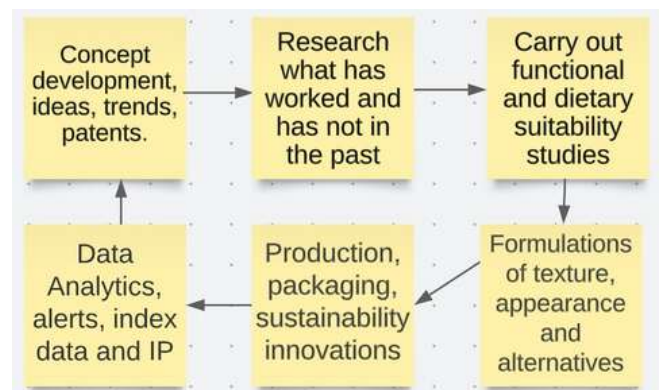 Concept
development,
ideas, trends,
patents.
Research
what has
worked and
has not in
the past
Carry out
functional
and dietary
suitability
studies
Data
Analytics,
alerts, index
data and IP
Production,
packaging,
sustainability
innovations
Formulations
of texture,
appearance
and
alternatives